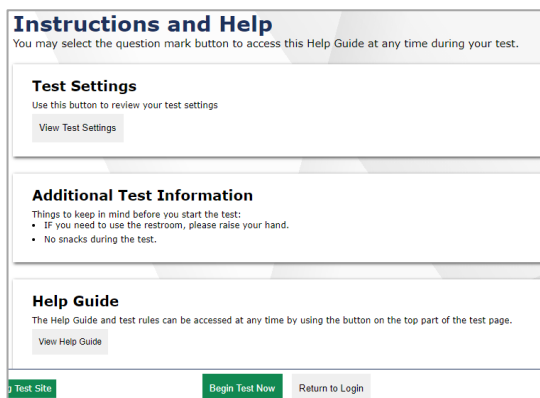 Instructions and Help
You may select the question mark button to access this Help Guide at any time during your test.
Test Settings
Use this button to review your test settings
View Test Settings
Additional Test Information
Things to keep in mind before you start the test:
• IF you need to use the restroom, please raise your hand.
• No snacks during the test.
Help Guide
The Help Guide and test rules can be accessed at any time by using the button on the top part of the test page.
View Help Guide
g Test Site Begin Test Now Return to Login